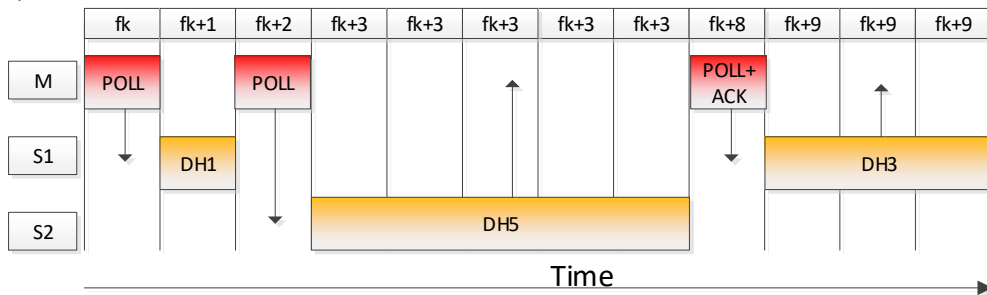 fk fk+1 fk+2 fk+3 fk+3 fk+3 fk+3 fk+3 fk+8 fk+9 fk+9 fk+9
M POLL POLL POLL+
ACK
S1 DH1 DH3
S2 DH5
Time